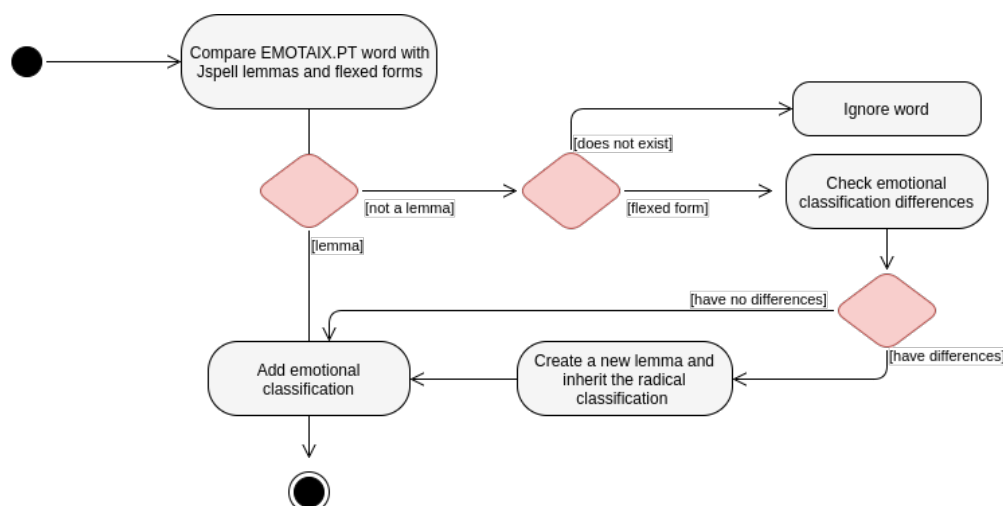 Compare EMOTAIX.PT word with
Jspell lemmas and flexed forms
Ignore word
[does not exist]
[not a lemma]
[flexed form]
Check emotional
classification differences
[lemma]
[have no differences]
[have differences]
Add emotional
classification
Create a new lemma and
inherit the radical
classification